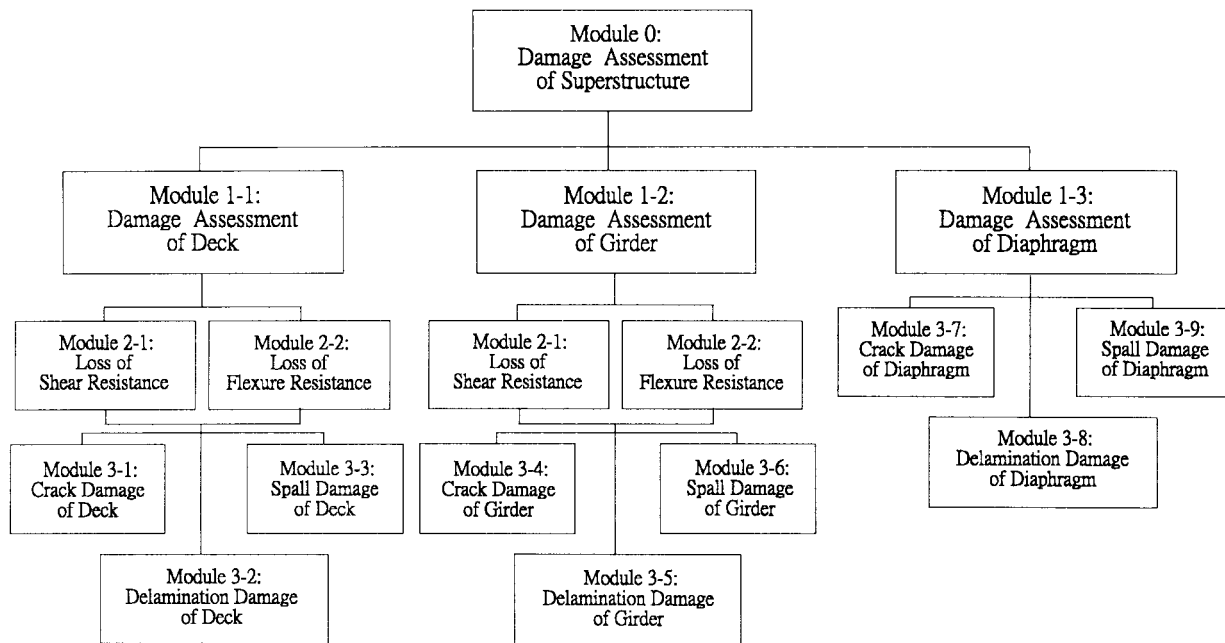 Module 0:
Damage Assessment
of Superstructure
Module 1-1:
Damage Assessment
of Deck
Module 1-2:
Damage Assessment
of Girder
Module 1-3:
Damage Assessment
of Diaphragm
Module 2-1:
Loss of
Shear Resistance
Module 2-2:
Loss of
Flexure Resistance
Module 2-1:
Loss of
Shear Resistance
Module 2-2:
Loss of
Flexure Resistance
Module 3-7:
Crack Damage
of Diaphragm
Module 3-9:
Spall Damage
of Diaphragm
Module 3-1:
Crack Damage
of Deck
Module 3-3:
Spall Damage
of Deck
Module 3-4:
Crack Damage
of Girder
Module 3-6:
Spall Damage
of Girder
Module 3-8:
Delamination Damage
of Diaphragm
Module 3-2:
Delamination Damage
of Deck
Module 3-5:
Delamination Damage
of Girder